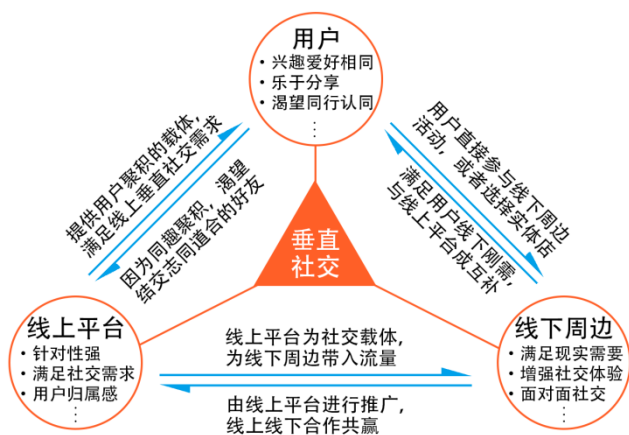 用户
• 兴趣爱好相同
• 乐于分享
• 渴望同行认同
⋮
提供用户聚积的载体,
满足线上垂直社交需求
因为同趣聚积，渴望
结交志同道合的好友
用户直接参与线下周边
活动，或者选择实体店
满足用户线下刚需,
与线上平台成互补
垂直
社交
线上平台
• 针对性强
• 满足社交需求
• 用户归属感
⋮
线上平台为社交载体,
为线下周边带入流量
由线上平台进行推广,
线上线下合作共赢
线下周边
• 满足现实需要
• 增强社交体验
• 面对面社交
⋮